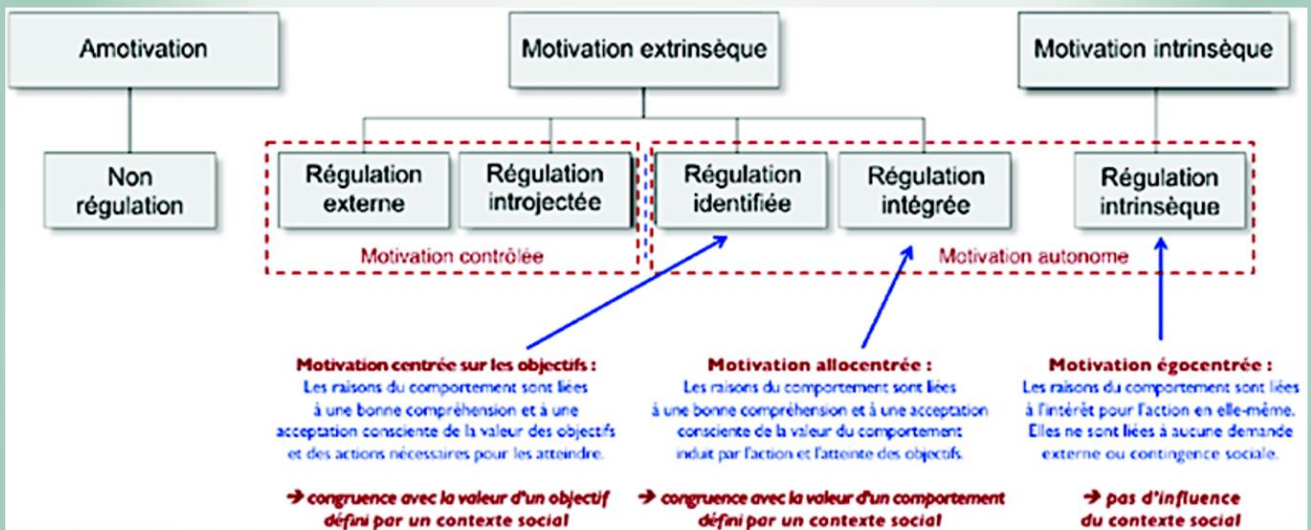 Amotivation
Motivation extrinsèque
Motivation intrinsèque
Non
régulation
Régulation
externe
Régulation
introjectée
Régulation
identifiée
Régulation
intégrée
Régulation
intrinsèque
Motivation contrôlée
Motivation autonome
Motivation centrée sur les objectifs :
Les raisons du comportement sont liées
à une bonne compréhension et à une
acceptation consciente de la valeur des objectifs
et des actions nécessaires pour les atteindre.
➔ congruence avec la valeur d'un objectif
défini par un contexte social
Motivation allocentrée :
Les raisons du comportement sont liées
à une bonne compréhension et à une acceptation
consciente de la valeur du comportement
induit par l'action et l'atteinte des objectifs.
➔ congruence avec la valeur d'un comportement
défini par un contexte social
Motivation égocentrée :
Les raisons du comportement sont liées
à l'intérêt pour l'action en elle-même.
Elles ne sont liées à aucune demande
externe ou contingence sociale.
➔ pas d'influence
du contexte social